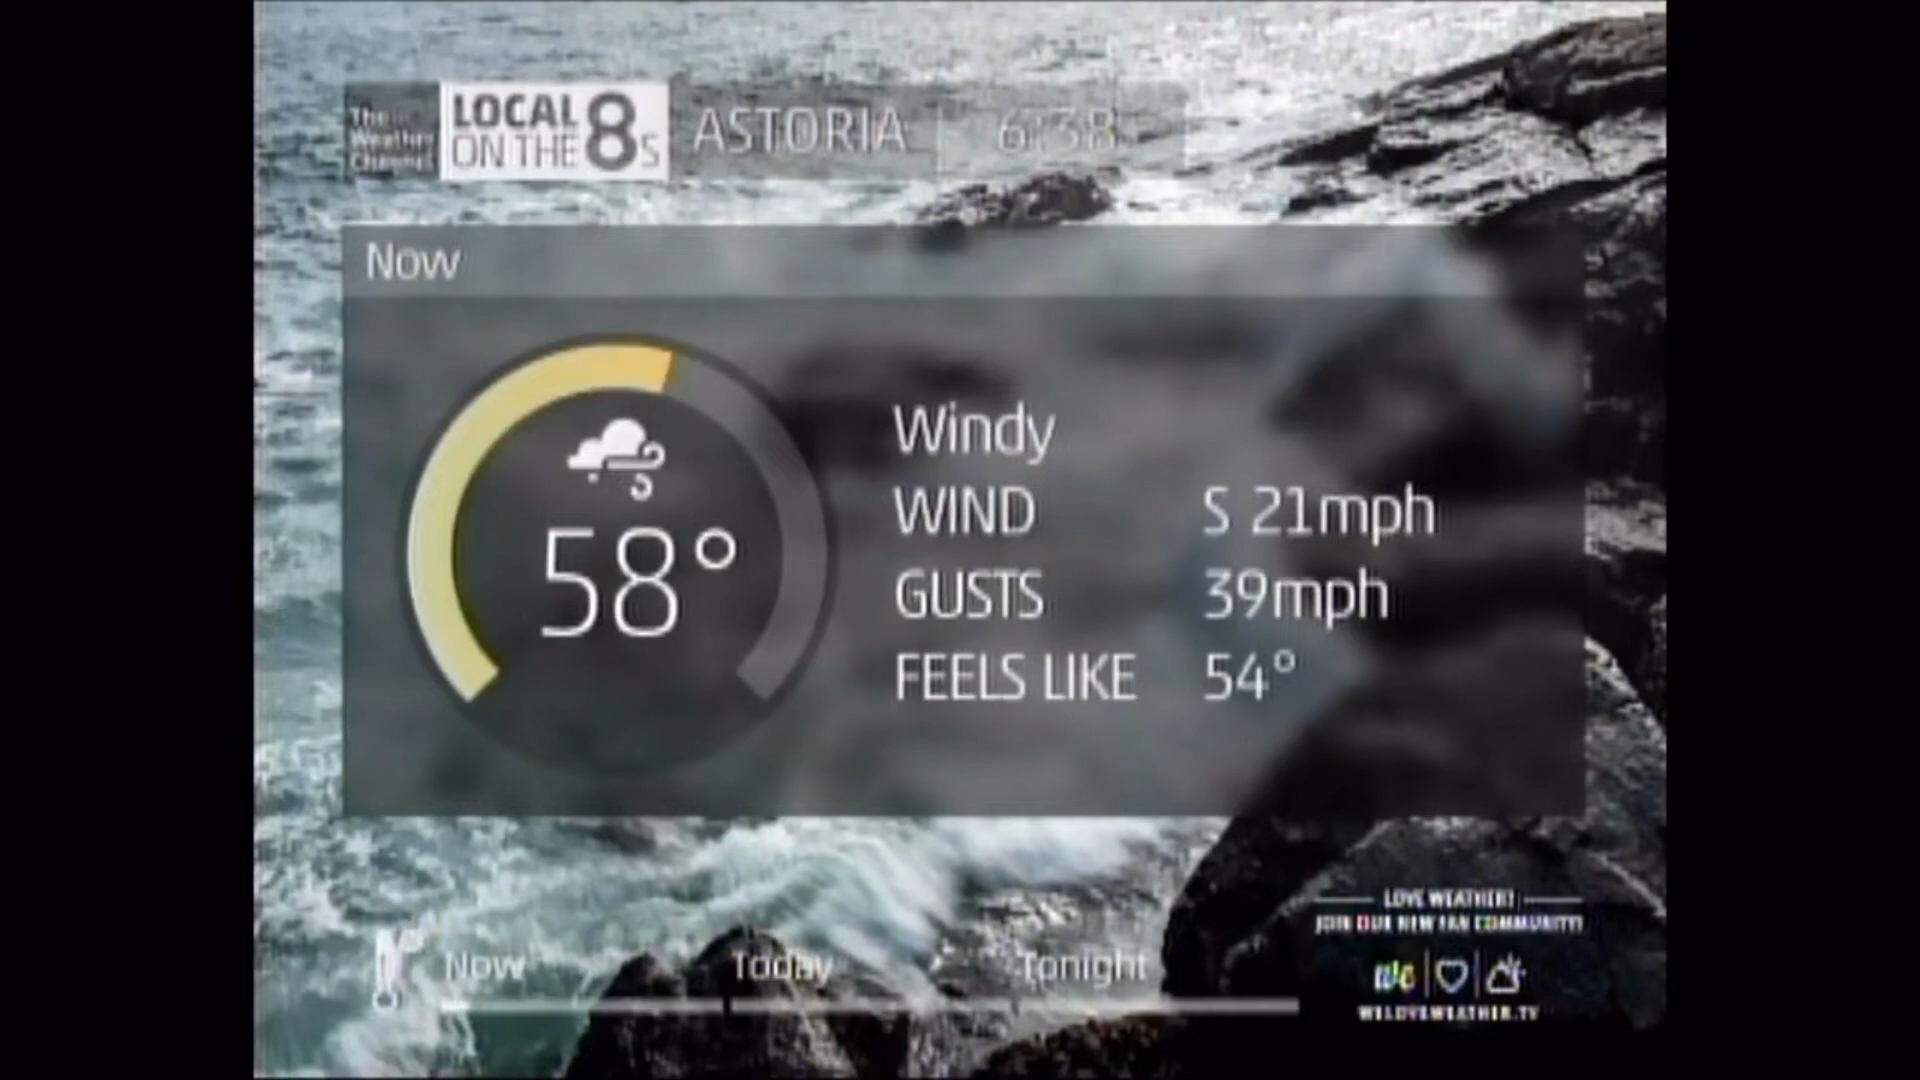 The Weather Channel
LOCAL ON THE 8s
ASTORIA
6:38
Now
58°
Windy
WIND S 21mph
GUSTS 39mph
FEELS LIKE 54°
Now Today Tonight
LOVE WEATHER?
JOIN OUR NEW FAN COMMUNITY!
we
WELOVEWEATHER.TV